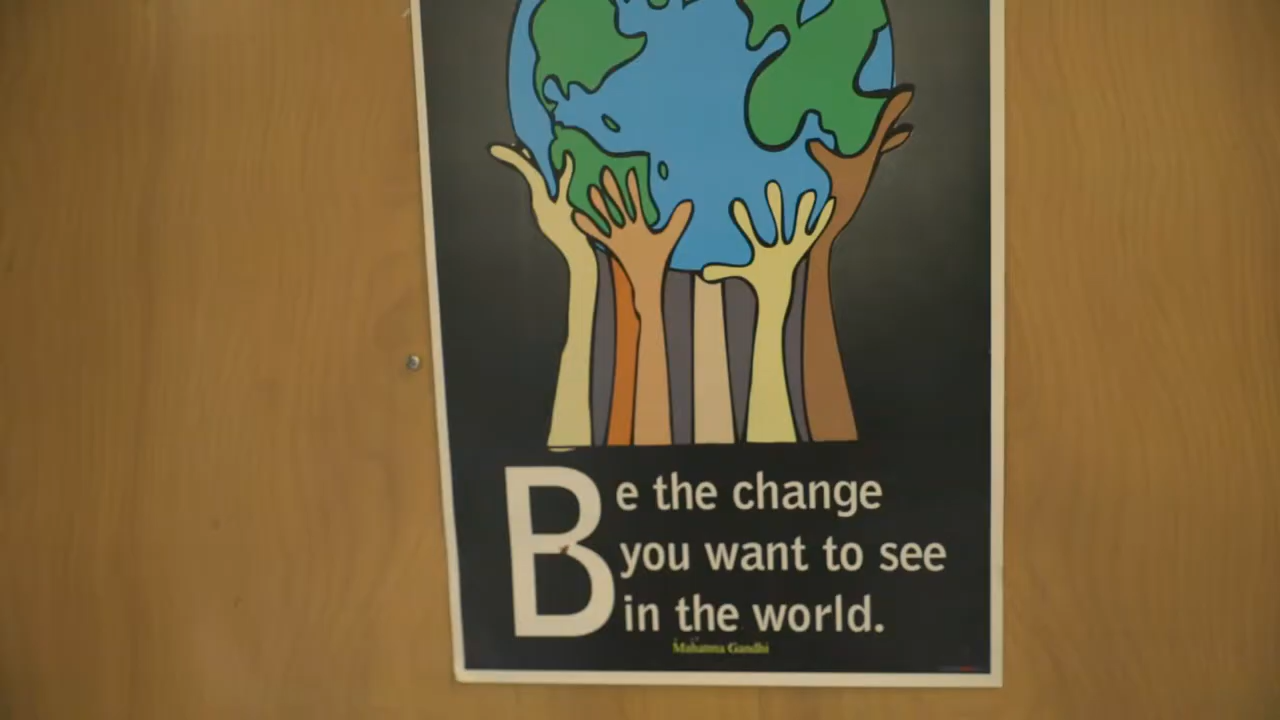 Be the change
you want to see
in the world.
Mahatma Gandhi